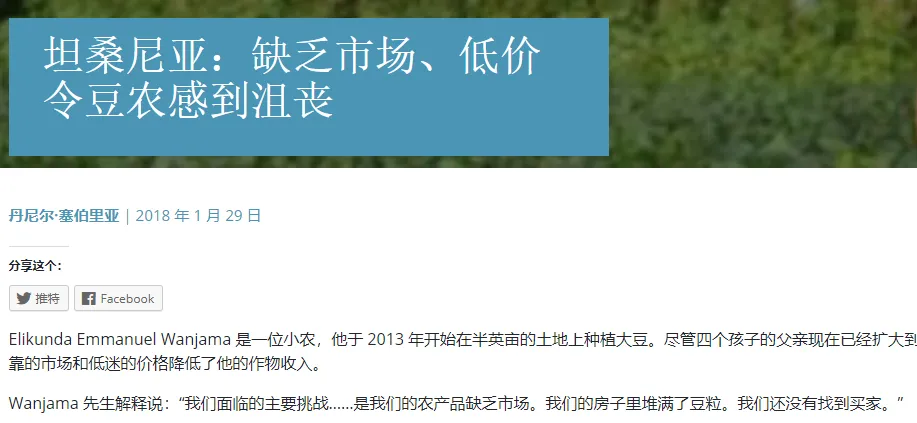 坦桑尼亚：缺乏市场、低价
令豆农感到沮丧
丹尼尔·塞伯里亚 | 2018 年 1 月 29 日
分享这个：
推特 Facebook
Elikunda Emmanuel Wanjama 是一位小农，他于 2013 年开始在半英亩的土地上种植大豆。尽管四个孩子的父亲现在已经扩大到
靠的市场和低迷的价格降低了他的作物收入。
Wanjama 先生解释说：“我们面临的主要挑战……是我们的农产品缺乏市场。我们的房子里堆满了豆粒。我们还没有找到买家。”